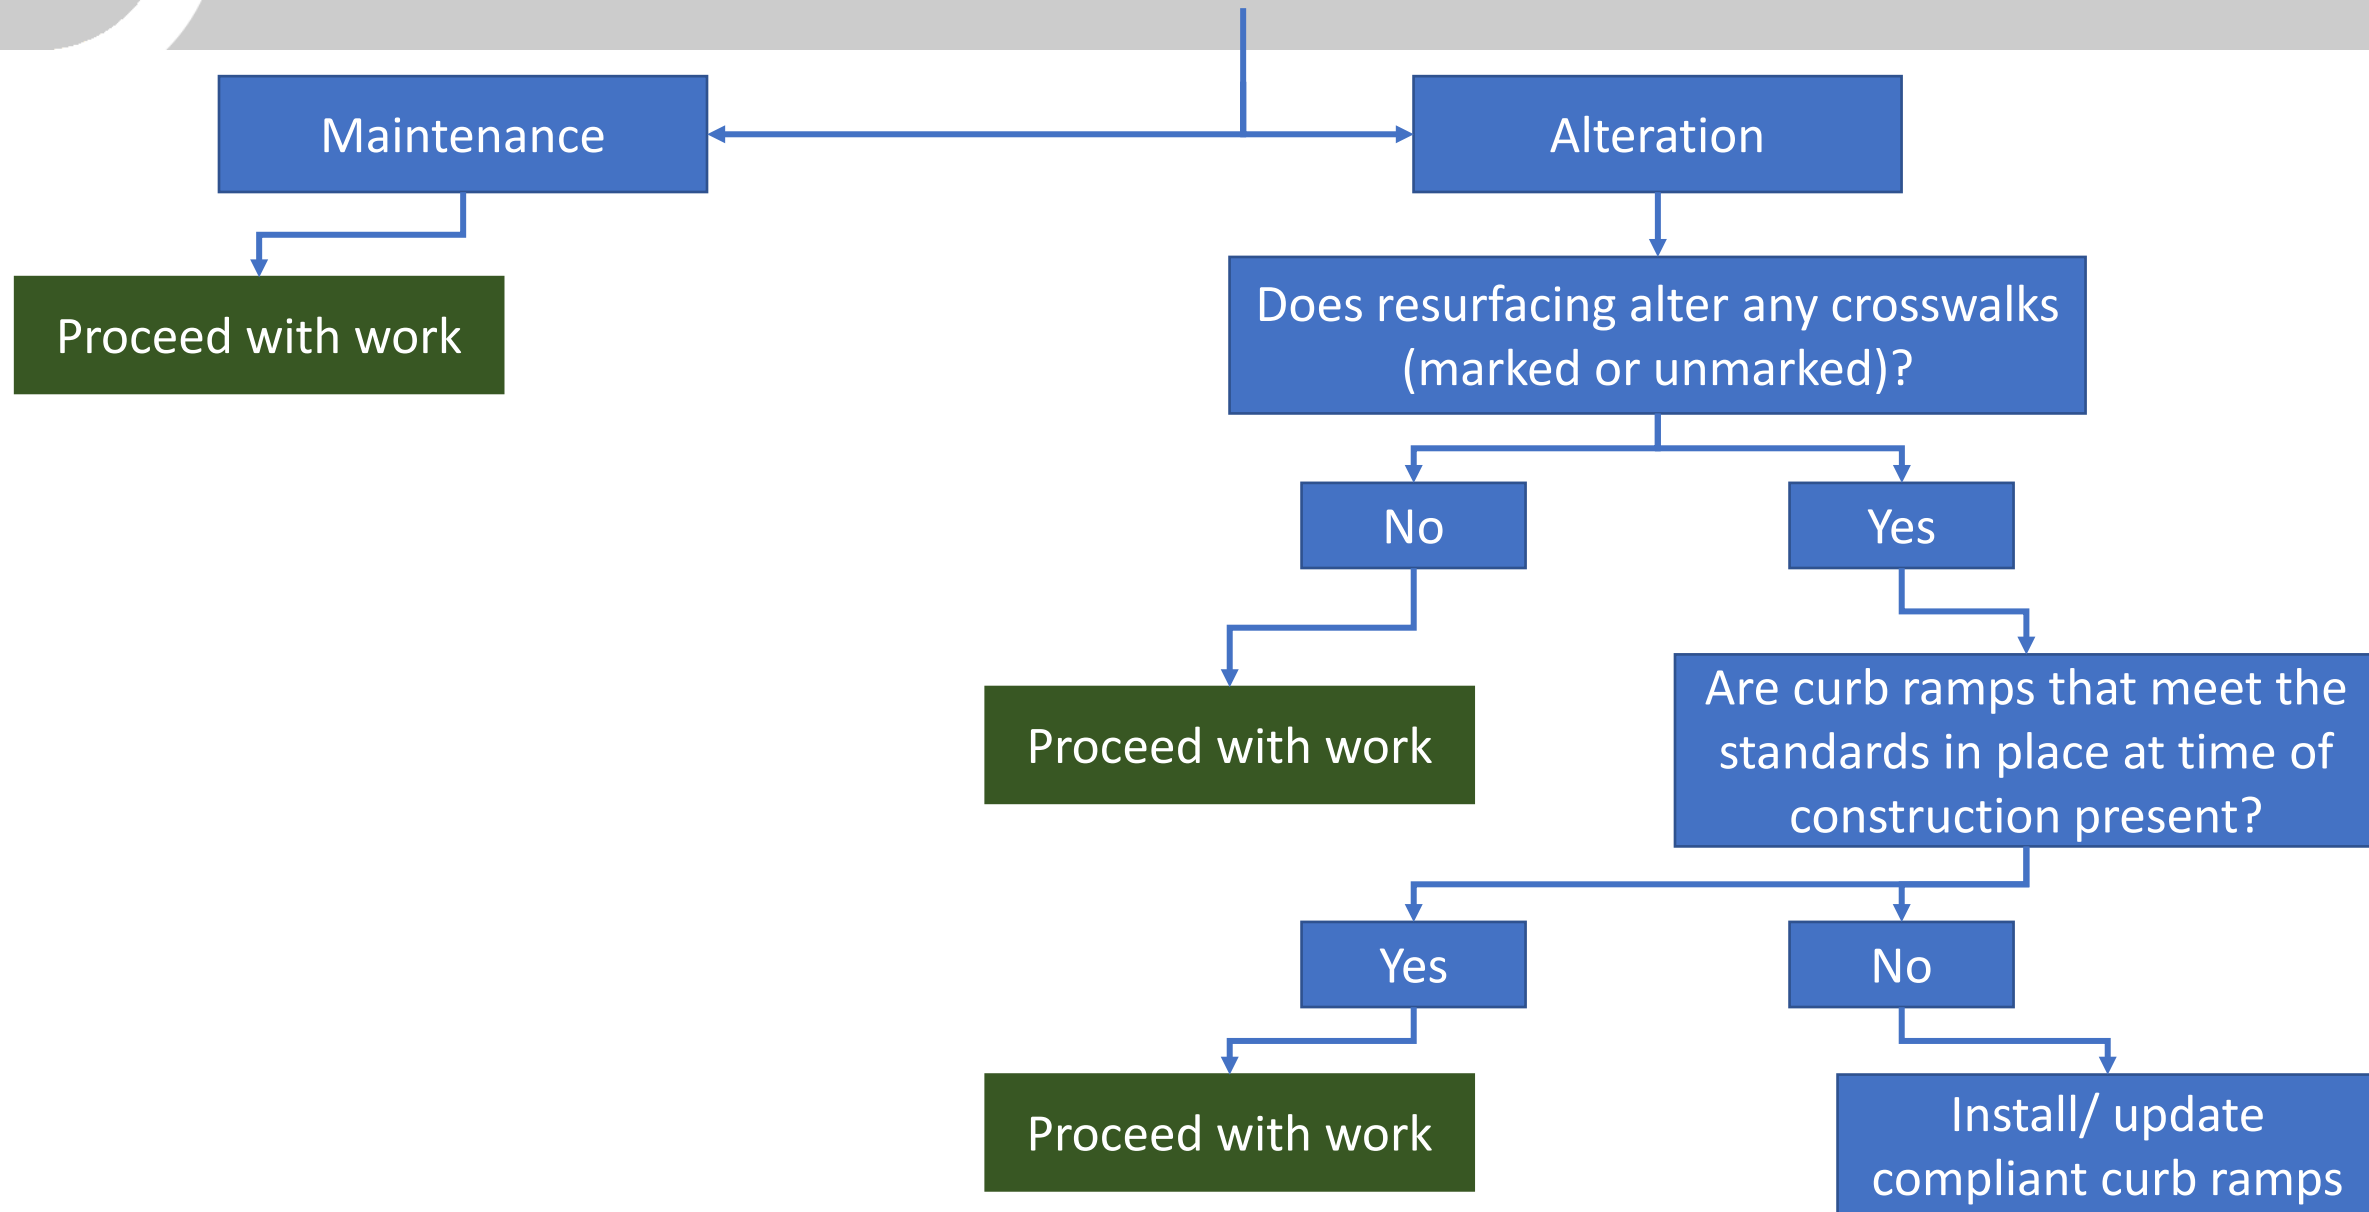 Maintenance
Alteration
Proceed with work
Does resurfacing alter any crosswalks
(marked or unmarked)?
No
Yes
Proceed with work
Are curb ramps that meet the
standards in place at time of
construction present?
Yes
No
Proceed with work
Install/ update
compliant curb ramps